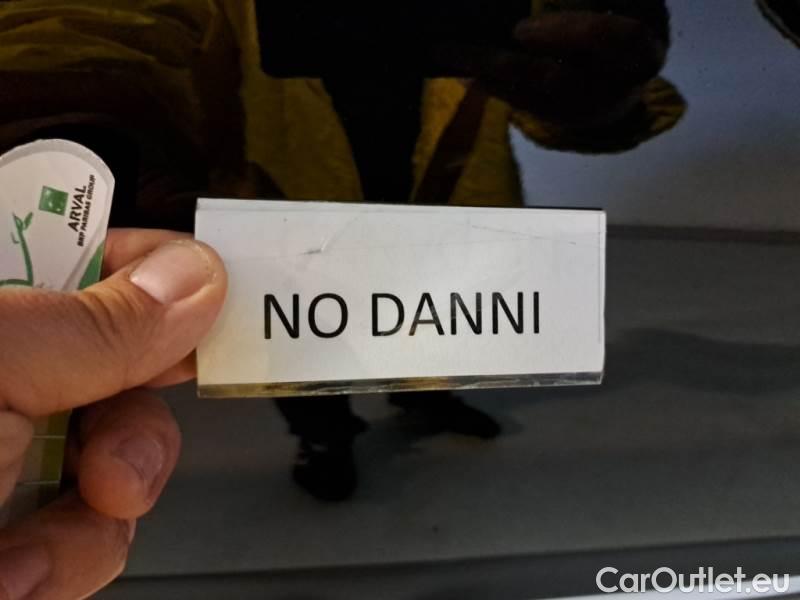 ARVAL
BNP PARIBAS GROUP
NO DANNI
CarOutlet.eu